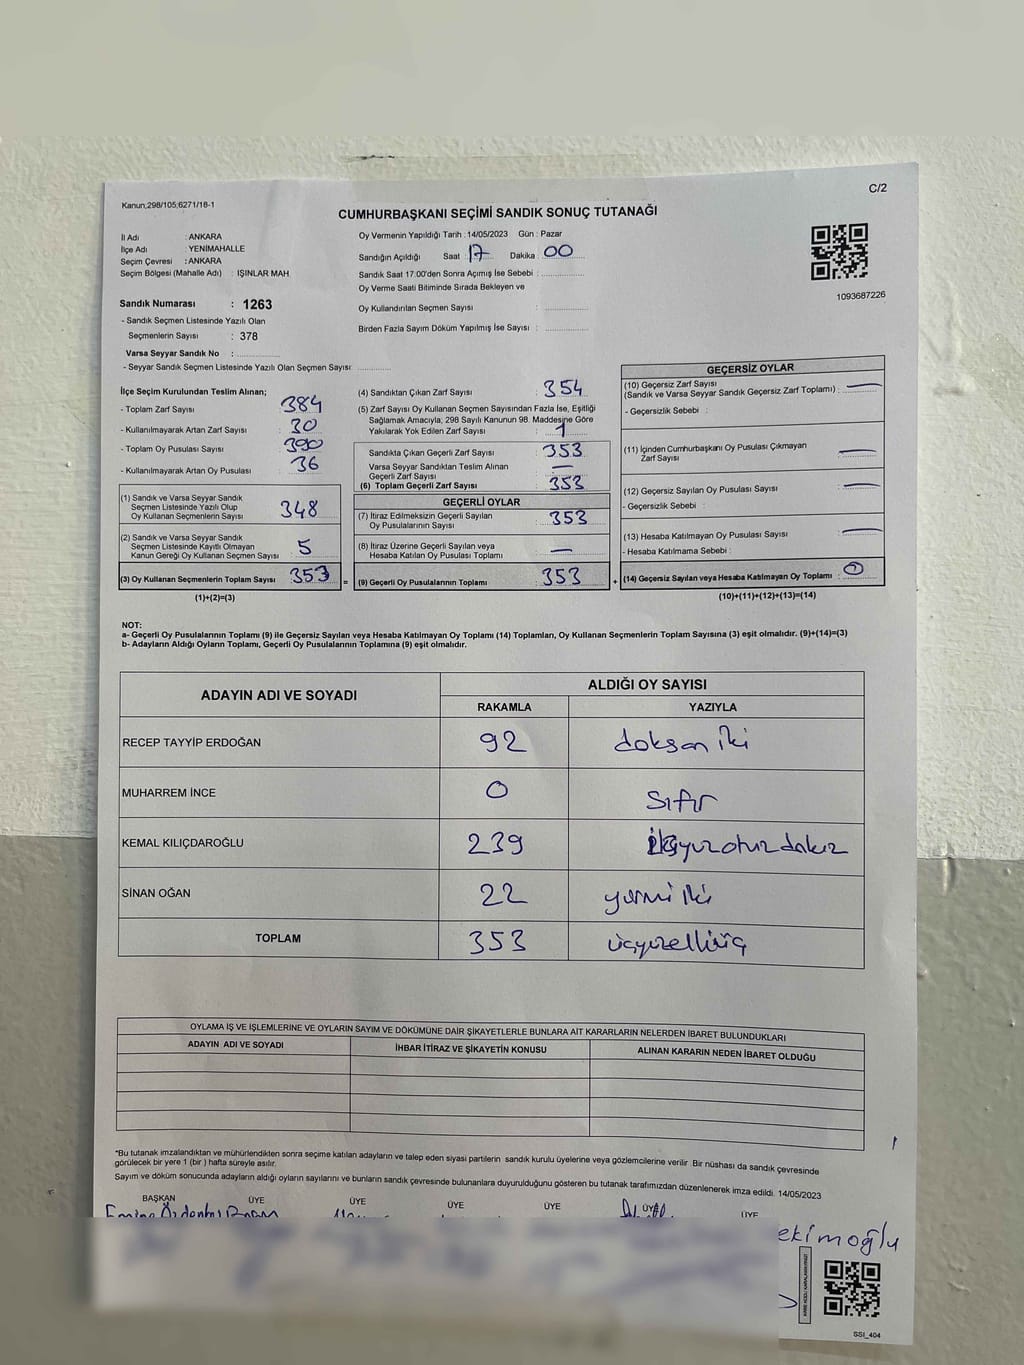 Kanun,298/105;6271/18-1
C/2
CUMHURBAŞKANI SEÇİMİ SANDIK SONUÇ TUTANAĞI
İl Adı : ANKARA
İlçe Adı : YENİMAHALLE
Seçim Çevresi : ANKARA
Seçim Bölgesi (Mahalle Adı) : IŞINLAR MAH.
Sandık Numarası : 1263
- Sandık Seçmen Listesinde Yazılı Olan
Seçmenlerin Sayısı : 378
Varsa Seyyar Sandık No :
- Seyyar Sandık Seçmen Listesinde Yazılı Olan Seçmen Sayısı:
Oy Vermenin Yapıldığı Tarih : 14/05/2023 Gün : Pazar
Sandığın Açıldığı Saat : 17 Dakika : 00
Sandık Saat 17:00'den Sonra Açımış İse Sebebi :
Oy Verme Saati Bitiminde Sırada Bekleyen ve
Oy Kullandırılan Seçmen Sayısı :
Birden Fazla Sayım Döküm Yapılmış İse Sayısı :
1093687226
İlçe Seçim Kurulundan Teslim Alınan;
- Toplam Zarf Sayısı : 384
- Kullanılmayarak Artan Zarf Sayısı : 30
- Toplam Oy Pusulası Sayısı : 390
- Kullanılmayarak Artan Oy Pusulası : 36
(1) Sandık ve Varsa Seyyar Sandık
Seçmen Listesinde Yazılı Olup
Oy Kullanan Seçmenlerin Sayısı : 348
(2) Sandık ve Varsa Seyyar Sandık
Seçmen Listesinde Kayıtlı Olmayan
Kanun Gereği Oy Kullanan Seçmen Sayısı : 5
(3) Oy Kullanan Seçmenlerin Toplam Sayısı : 353 =
(1)+(2)=(3)
(4) Sandıktan Çıkan Zarf Sayısı : 354
(5) Zarf Sayısı Oy Kullanan Seçmen Sayısından Fazla İse, Eşitliği
Sağlamak Amacıyla, 298 Sayılı Kanunun 98. Maddesine Göre
Yakılarak Yok Edilen Zarf Sayısı : 1
Sandıkta Çıkan Geçerli Zarf Sayısı : 353
Varsa Seyyar Sandıktan Teslim Alınan
Geçerli Zarf Sayısı : —
(6) Toplam Geçerli Zarf Sayısı : 353
GEÇERLİ OYLAR
(7) İtiraz Edilmeksizin Geçerli Sayılan
Oy Pusulalarının Sayısı : 353
(8) İtiraz Üzerine Geçerli Sayılan veya
Hesaba Katılan Oy Pusulası Toplamı : —
(9) Geçerli Oy Pusulalarının Toplamı : 353 +
GEÇERSİZ OYLAR
(10) Geçersiz Zarf Sayısı
(Sandık ve Varsa Seyyar Sandık Geçersiz Zarf Toplamı) : —
- Geçersizlik Sebebi :
(11) İçinden Cumhurbaşkanı Oy Pusulası Çıkmayan
Zarf Sayısı : —
(12) Geçersiz Sayılan Oy Pusulası Sayısı : —
- Geçersizlik Sebebi :
(13) Hesaba Katılmayan Oy Pusulası Sayısı : —
- Hesaba Katılmama Sebebi :
(14) Geçersiz Sayılan veya Hesaba Katılmayan Oy Toplamı :
(10)+(11)+(12)+(13)=(14)
NOT:
a- Geçerli Oy Pusulalarının Toplamı (9) ile Geçersiz Sayılan veya Hesaba Katılmayan Oy Toplamı (14) Toplamları, Oy Kullanan Seçmenlerin Toplam Sayısına (3) eşit olmalıdır. (9)+(14)=(3)
b- Adayların Aldığı Oyların Toplamı, Geçerli Oy Pusulalarının Toplamına (9) eşit olmalıdır.
ADAYIN ADI VE SOYADI ALDIĞI OY SAYISI
RAKAMLA YAZIYLA
RECEP TAYYİP ERDOĞAN 92 doksan iki
MUHARREM İNCE 0 sıfır
KEMAL KILIÇDAROĞLU 239 ikiyüzotuzdokuz
SİNAN OĞAN 22 yirmi iki
TOPLAM 353 üçyüzelliüç
OYLAMA İŞ VE İŞLEMLERİNE VE OYLARIN SAYIM VE DÖKÜMÜNE DAİR ŞİKAYETLERLE BUNLARA AİT KARARLARIN NELERDEN İBARET BULUNDUKLARI
ADAYIN ADI VE SOYADI İHBAR İTİRAZ VE ŞİKAYETİN KONUSU ALINAN KARARIN NEDEN İBARET OLDUĞU
*Bu tutanak imzalandıktan ve mühürlendikten sonra seçime katılan adayların ve talep eden siyasi partilerin sandık kurulu üyelerine veya gözlemcilerine verilir. Bir nüshası da sandık çevresinde
görülecek bir yere 1 (bir ) hafta süreyle asılır.
Sayım ve döküm sonucunda adayların aldığı oyların sayılarını ve bunların sandık çevresinde bulunanlara duyurulduğunu gösteren bu tutanak tarafımızdan düzenlenerek imza edildi. 14/05/2023
BAŞKAN ÜYE ÜYE ÜYE ÜYE ÜYE ÜYE
ekimoğlu
SSI_404